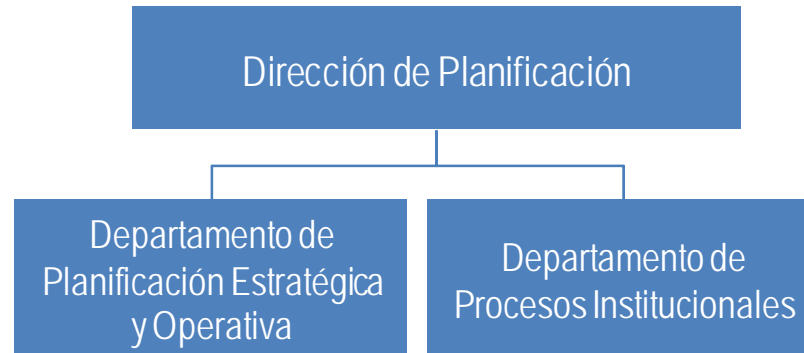 Dirección de Planificación
Departamento de
Planificación Estratégica
y Operativa
Departamento de
Procesos Institucionales